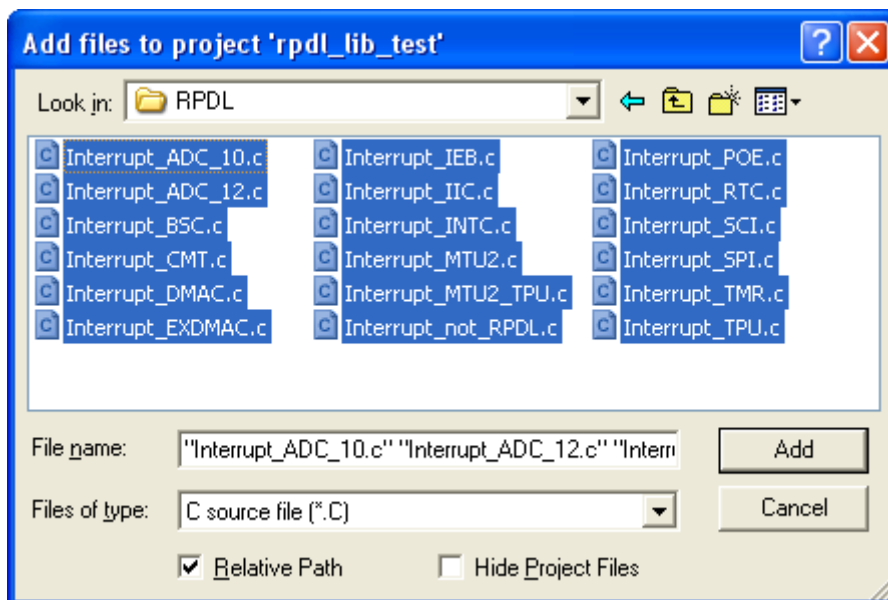 Add files to project 'rpdl_lib_test'
Look in: RPDL
Interrupt_ADC_10.c
Interrupt_ADC_12.c
Interrupt_BSC.c
Interrupt_CMT.c
Interrupt_DMAC.c
Interrupt_EXDMAC.c
Interrupt_IEB.c
Interrupt_IIC.c
Interrupt_INTC.c
Interrupt_MTU2.c
Interrupt_MTU2_TPU.c
Interrupt_not_RPDL.c
Interrupt_POE.c
Interrupt_RTC.c
Interrupt_SCI.c
Interrupt_SPI.c
Interrupt_TMR.c
Interrupt_TPU.c
File name: "Interrupt_ADC_10.c" "Interrupt_ADC_12.c" "Interru Add
Files of type: C source file (*.C) Cancel
Relative Path Hide Project Files